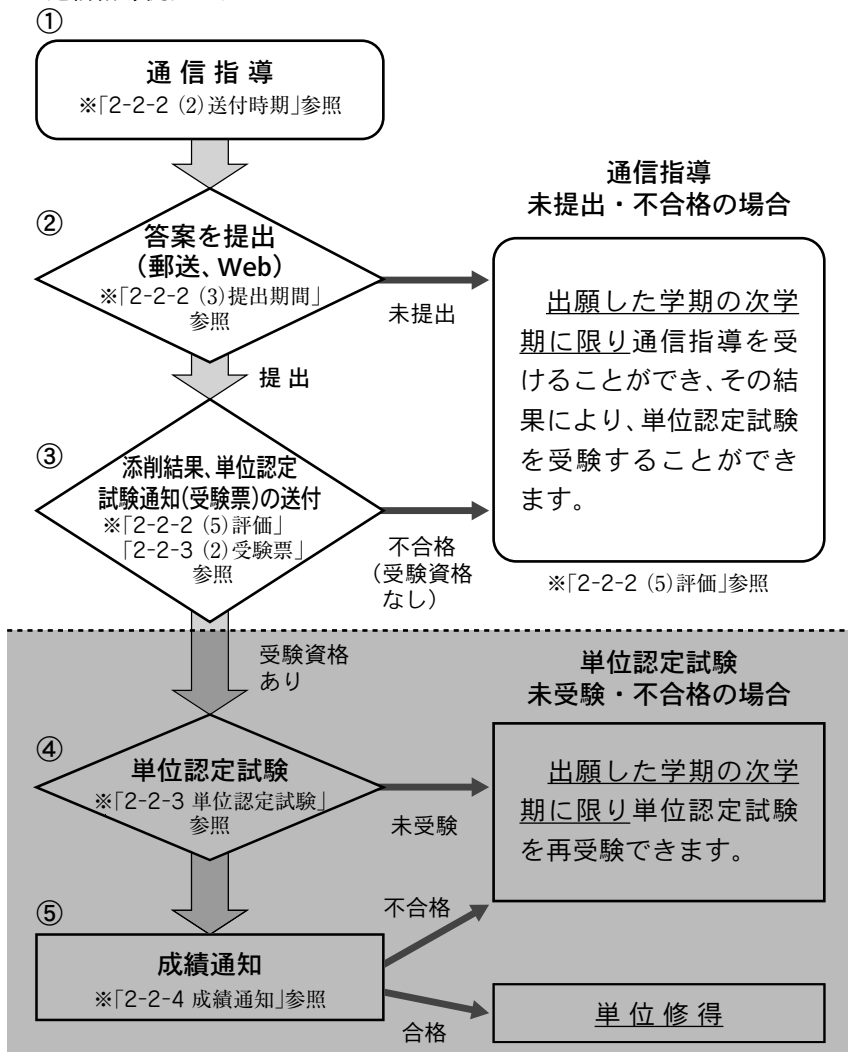 ①
通信指導
※「2-2-2 (2)送付時期」参照
②
答案を提出
(郵送、Web)
※「2-2-2 (3)提出期間」
参照
未提出
提出
通信指導
未提出・不合格の場合
出願した学期の次学
期に限り通信指導を受
けることができ、その結
果により、単位認定試験
を受験することができ
ます。
※「2-2-2 (5)評価」参照
③
添削結果、単位認定
試験通知(受験票)の送付
※「2-2-2 (5)評価」
「2-2-3 (2)受験票」
参照
不合格
(受験資格
なし)
受験資格
あり
④
単位認定試験
※「2-2-3 単位認定試験」
参照
未受験
単位認定試験
未受験・不合格の場合
出願した学期の次学
期に限り単位認定試験
を再受験できます。
⑤
成績通知
※「2-2-4 成績通知」参照
不合格
合格
単位修得